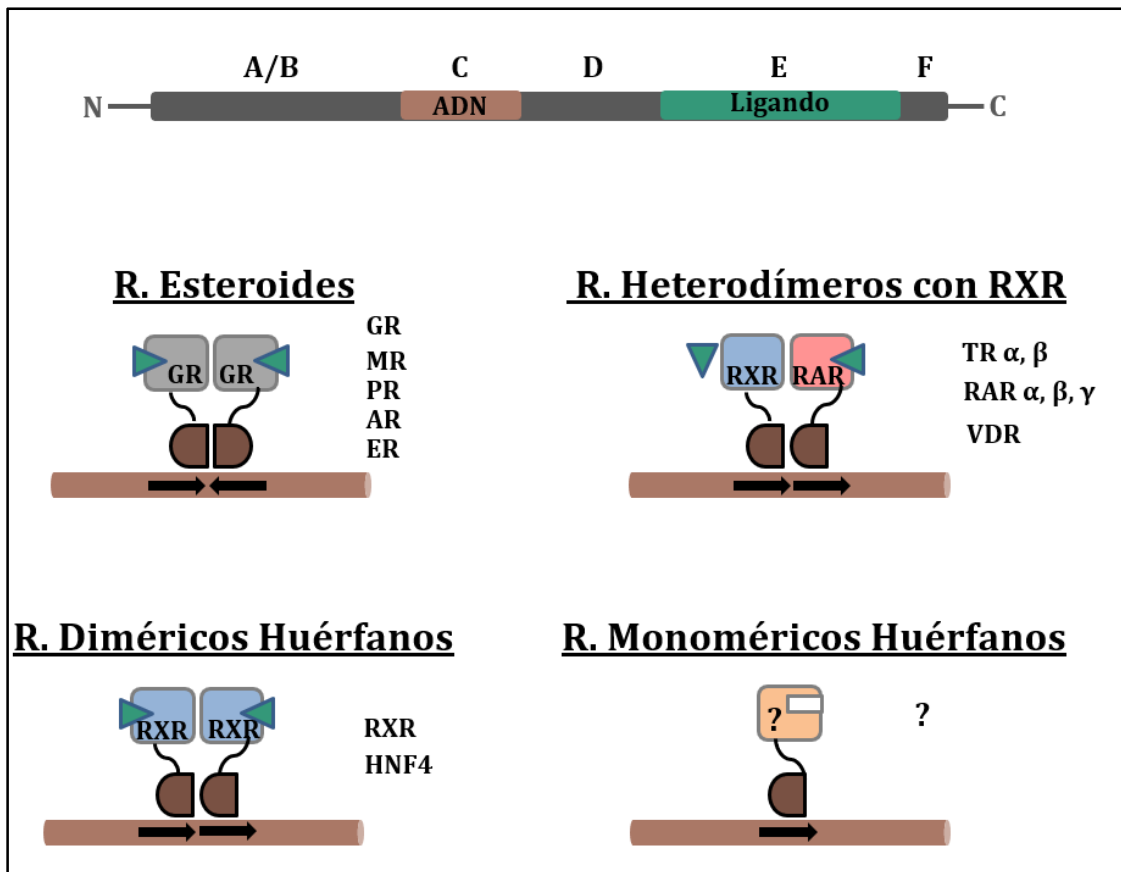 A/B C D E F
N ADN Ligando C
R. Esteroides
GR GR
GR
MR
PR
AR
ER
R. Heterodímeros con RXR
RXR RAR
TR α, β
RAR α, β, γ
VDR
R. Diméricos Huérfanos
RXR RXR
RXR
HNF4
R. Monoméricos Huérfanos
?
?